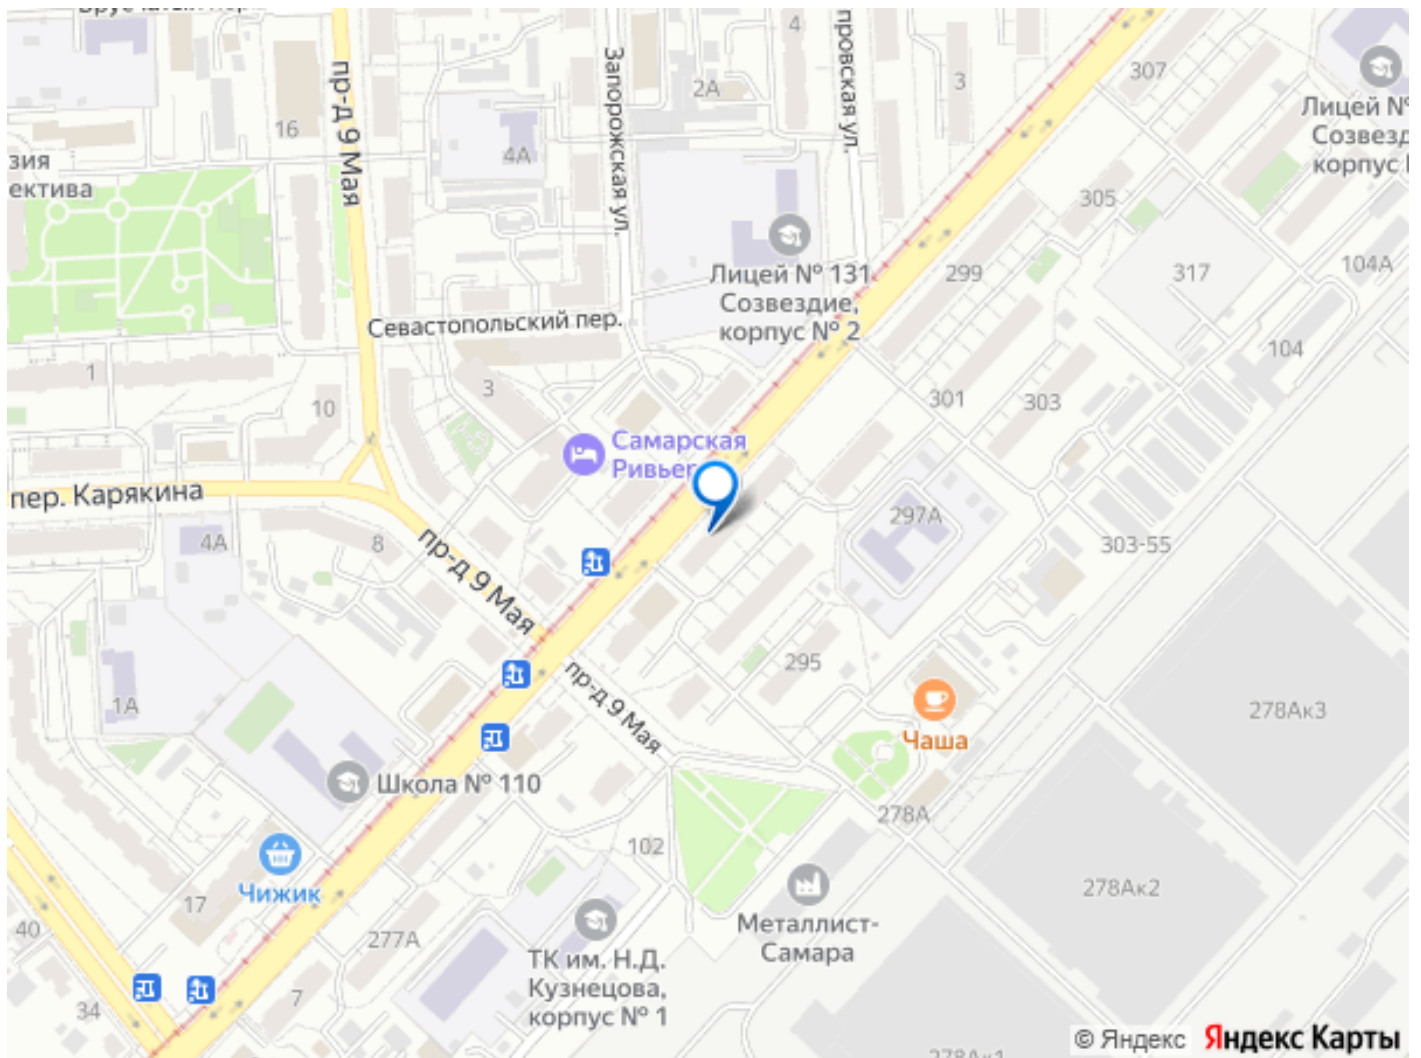 16
пр-д 9 Мая
Запорожская ул.
4
2А
3
307
Лицей №
Созвезд
корпус
4А
зия
ектива
305
Лицей № 131
Созвездие,
корпус № 2
299
317
104А
Севастопольский пер.
104
1
10
3
301
303
Самарская
Ривьер
пер. Карякина
4А
8
пр-д 9 Мая
297А
303-55
295
пр-д 9 Мая
1А
Чаша
278Ак3
Школа № 110
278А
102
Чижик
17
278Ак2
Металлист-
Самара
40
277А
ТК им. Н.Д.
Кузнецова,
корпус № 1
34
7
© Яндекс Яндекс Карты